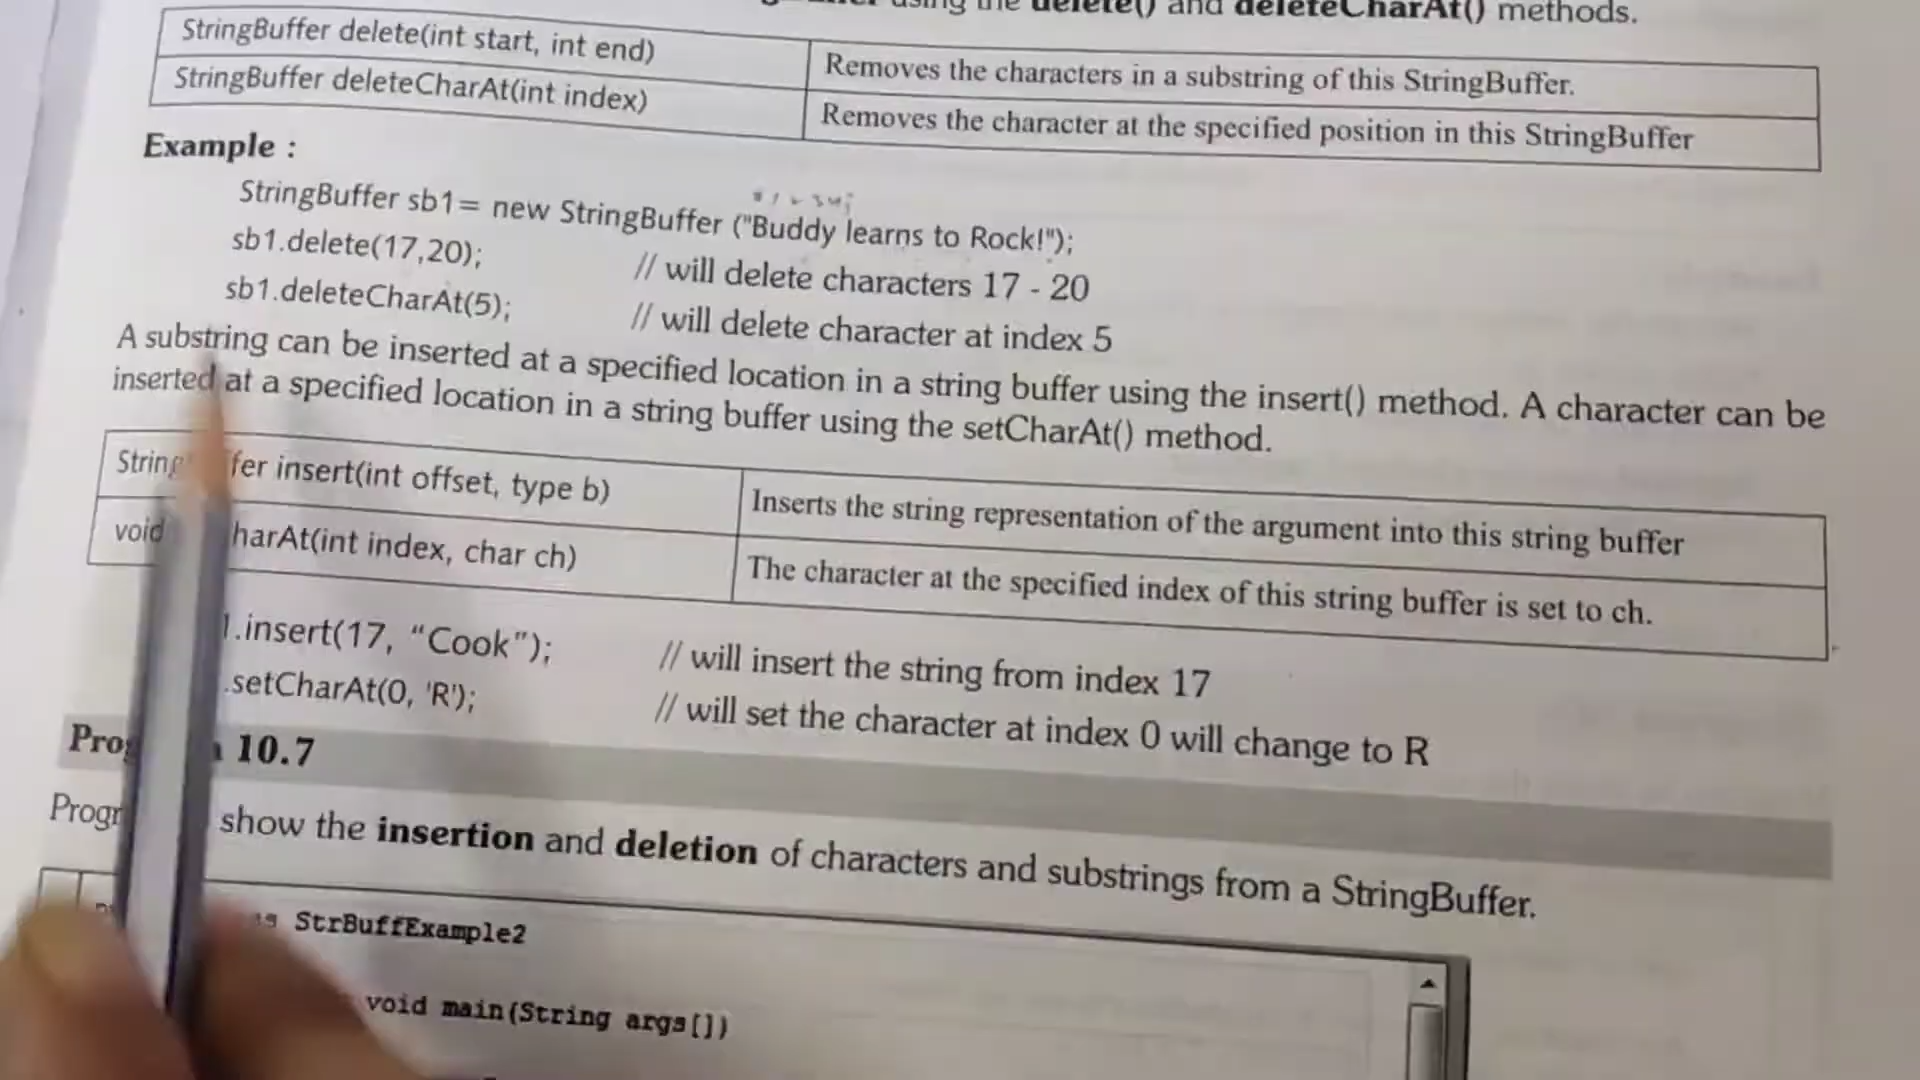 using the delete() and deleteCharAt() methods.
StringBuffer delete(int start, int end)
Removes the characters in a substring of this StringBuffer.
StringBuffer deleteCharAt(int index)
Removes the character at the specified position in this StringBuffer
Example :
StringBuffer sb1= new StringBuffer ("Buddy learns to Rock!");
sb1.delete(17,20); // will delete characters 17 - 20
sb1.deleteCharAt(5); // will delete character at index 5
A substring can be inserted at a specified location in a string buffer using the insert() method. A character can be
inserted at a specified location in a string buffer using the setCharAt() method.
insert(int offset, type b)
Inserts the string representation of the argument into this string buffer
void harAt(int index, char ch)
The character at the specified index of this string buffer is set to ch.
1.insert(17, “Cook”); // will insert the string from index 17
.setCharAt(0, 'R'); // will set the character at index 0 will change to R
10.7
show the insertion and deletion of characters and substrings from a StringBuffer.
StrBuffExample2
void main(String args[])